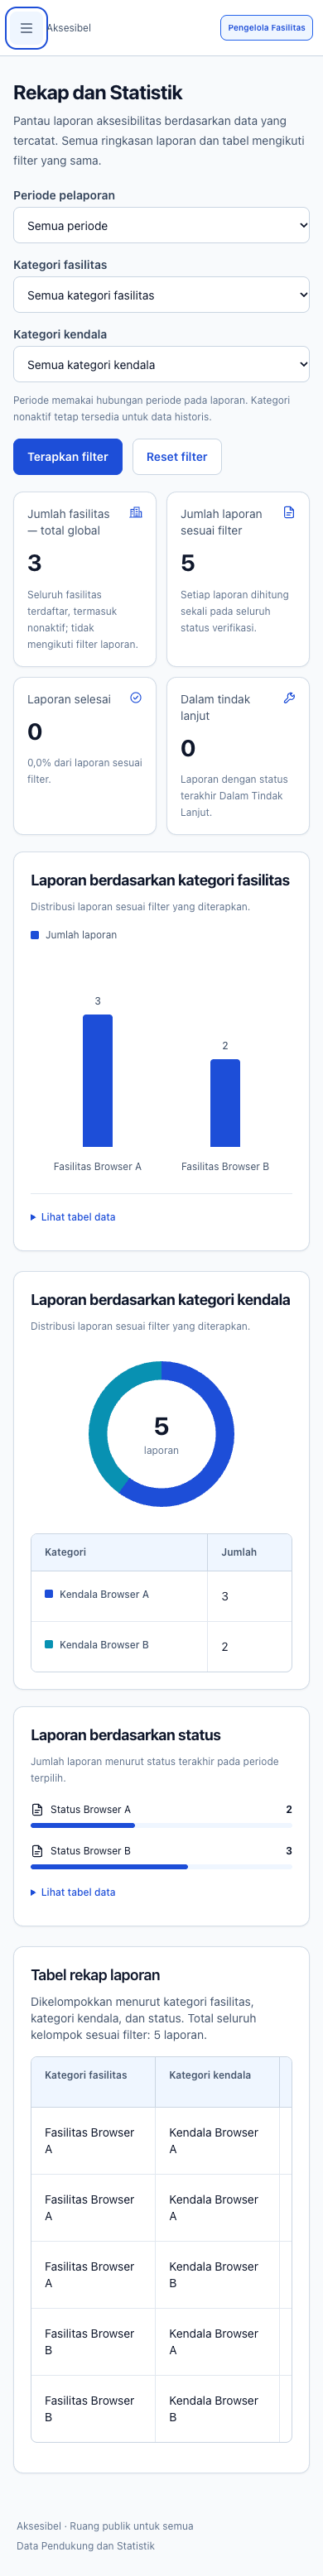 Aksesibel
Pengelola Fasilitas
Rekap dan Statistik
Pantau laporan aksesibilitas berdasarkan data yang
tercatat. Semua ringkasan laporan dan tabel mengikuti
filter yang sama.
Periode pelaporan
Semua periode
Kategori fasilitas
Semua kategori fasilitas
Kategori kendala
Semua kategori kendala
Periode memakai hubungan periode pada laporan. Kategori
nonaktif tetap tersedia untuk data historis.
Terapkan filter
Reset filter
Jumlah fasilitas
— total global
3
Seluruh fasilitas
terdaftar, termasuk
nonaktif; tidak
mengikuti filter laporan.
Jumlah laporan
sesuai filter
5
Setiap laporan dihitung
sekali pada seluruh
status verifikasi.
Laporan selesai
0
0,0% dari laporan sesuai
filter.
Dalam tindak
lanjut
0
Laporan dengan status
terakhir Dalam Tindak
Lanjut.
Laporan berdasarkan kategori fasilitas
Distribusi laporan sesuai filter yang diterapkan.
Jumlah laporan
3
2
Fasilitas Browser A
Fasilitas Browser B
Lihat tabel data
Laporan berdasarkan kategori kendala
Distribusi laporan sesuai filter yang diterapkan.
5
laporan
Kategori
Jumlah
Kendala Browser A
3
Kendala Browser B
2
Laporan berdasarkan status
Jumlah laporan menurut status terakhir pada periode
terpilih.
Status Browser A
2
Status Browser B
3
Lihat tabel data
Tabel rekap laporan
Dikelompokkan menurut kategori fasilitas,
kategori kendala, dan status. Total seluruh
kelompok sesuai filter: 5 laporan.
Kategori fasilitas
Kategori kendala
Fasilitas Browser
A
Kendala Browser
A
Fasilitas Browser
A
Kendala Browser
A
Fasilitas Browser
A
Kendala Browser
B
Fasilitas Browser
B
Kendala Browser
A
Fasilitas Browser
B
Kendala Browser
B
Aksesibel · Ruang publik untuk semua
Data Pendukung dan Statistik